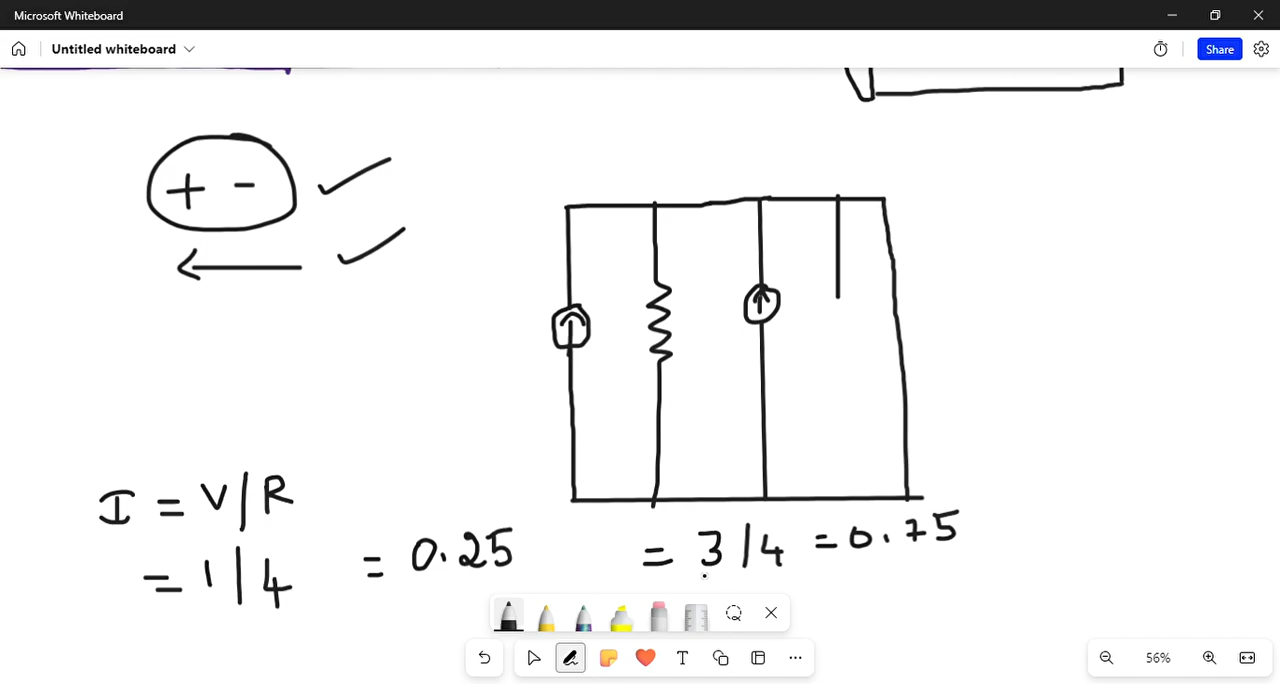 Microsoft Whiteboard
Untitled whiteboard
Share
+ -
I = V/R
= 1/4 = 0.25
= 3/4 = 0.75
56%